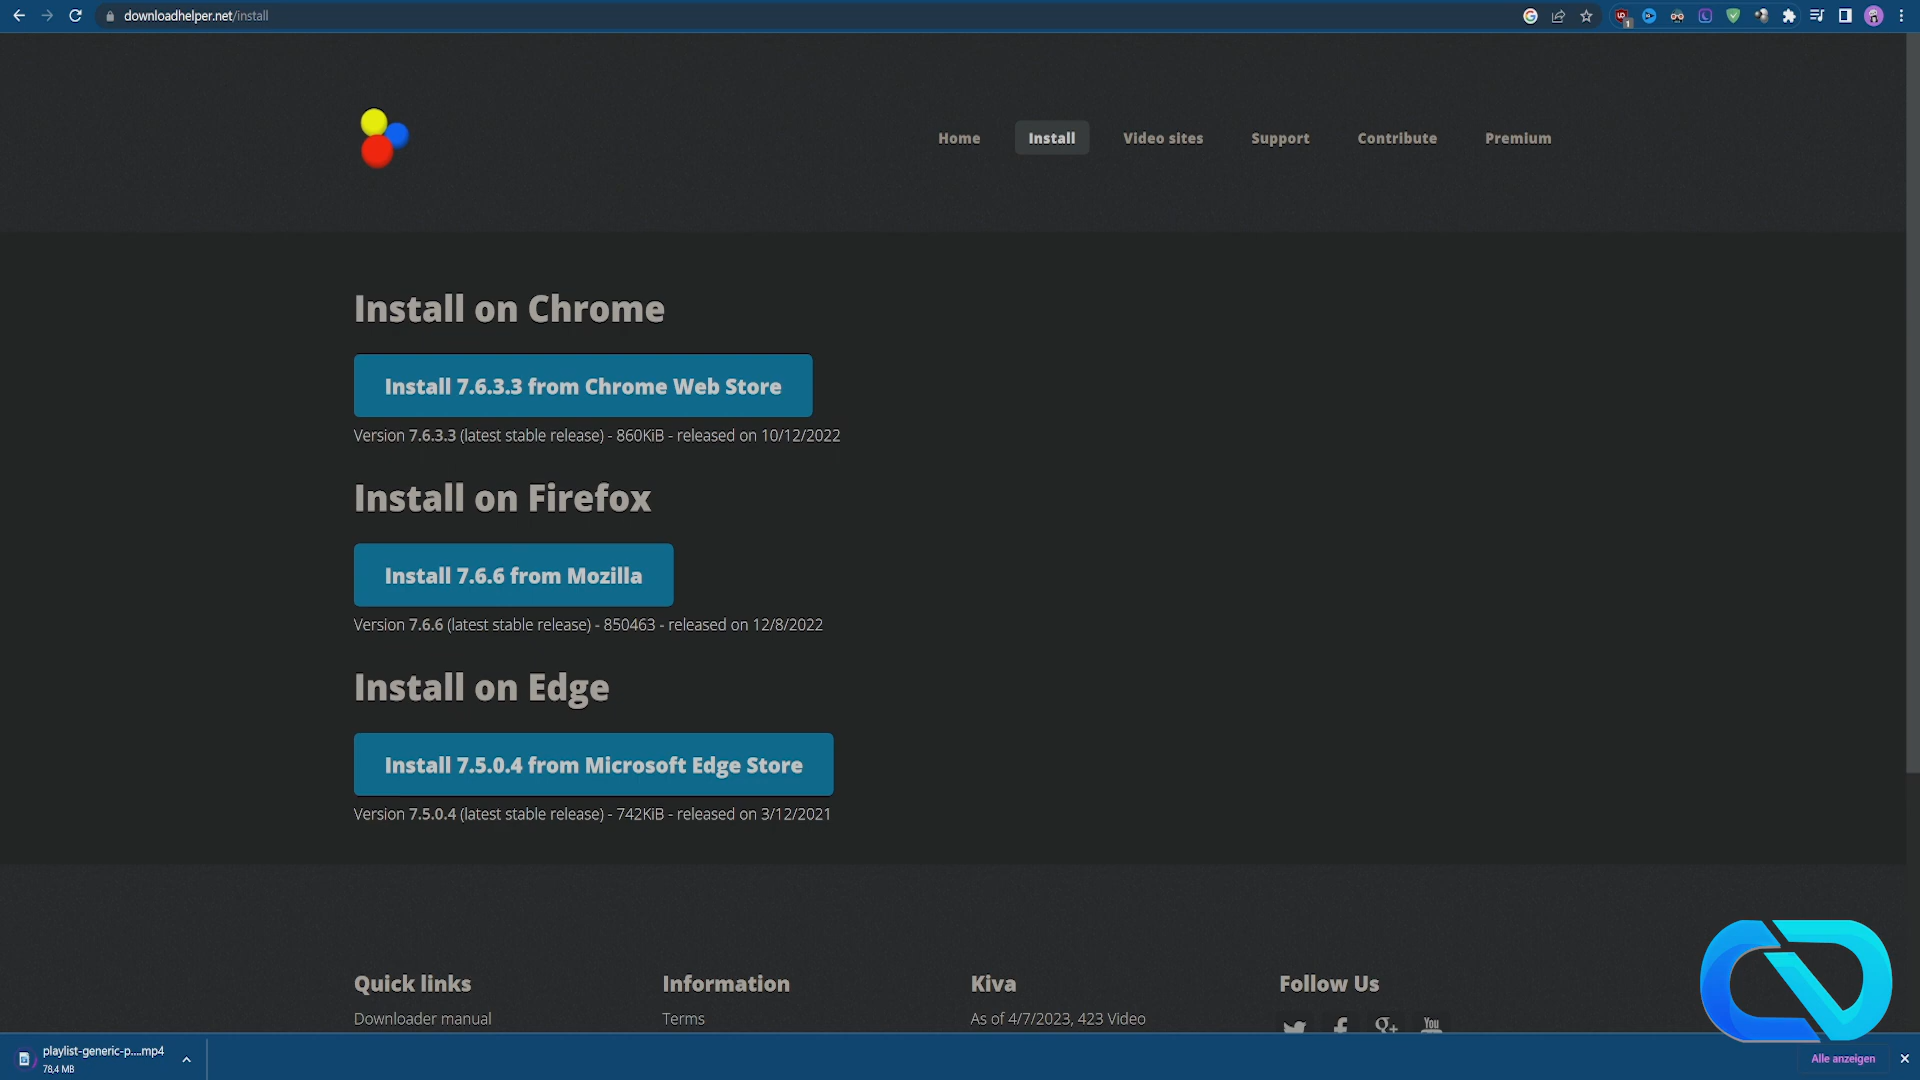 downloadhelper.net/install
Home
Install
Video sites
Support
Contribute
Premium
Install on Chrome
Install 7.6.3.3 from Chrome Web Store
Version 7.6.3.3 (latest stable release) - 860KiB - released on 10/12/2022
Install on Firefox
Install 7.6.6 from Mozilla
Version 7.6.6 (latest stable release) - 850463 - released on 12/8/2022
Install on Edge
Install 7.5.0.4 from Microsoft Edge Store
Version 7.5.0.4 (latest stable release) - 742KiB - released on 3/12/2021
Quick links
Downloader manual
Information
Terms
Kiva
As of 4/7/2023, 423 Video
Follow Us
You
playlist-generic-p....mp4
78,4 MB
Alle anzeigen